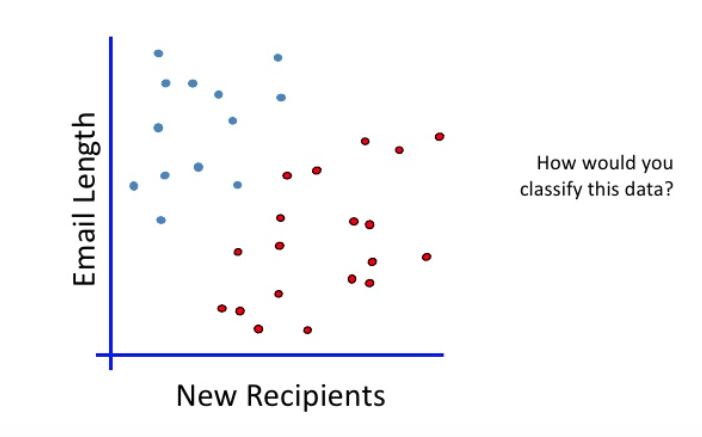 Email Length
How would you
classify this data?
New Recipients